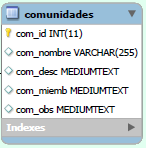 comunidades
com_id INT(11)
com_nombre VARCHAR(255)
com_desc MEDIUMTEXT
com_miemb MEDIUMTEXT
com_obs MEDIUMTEXT
Indexes